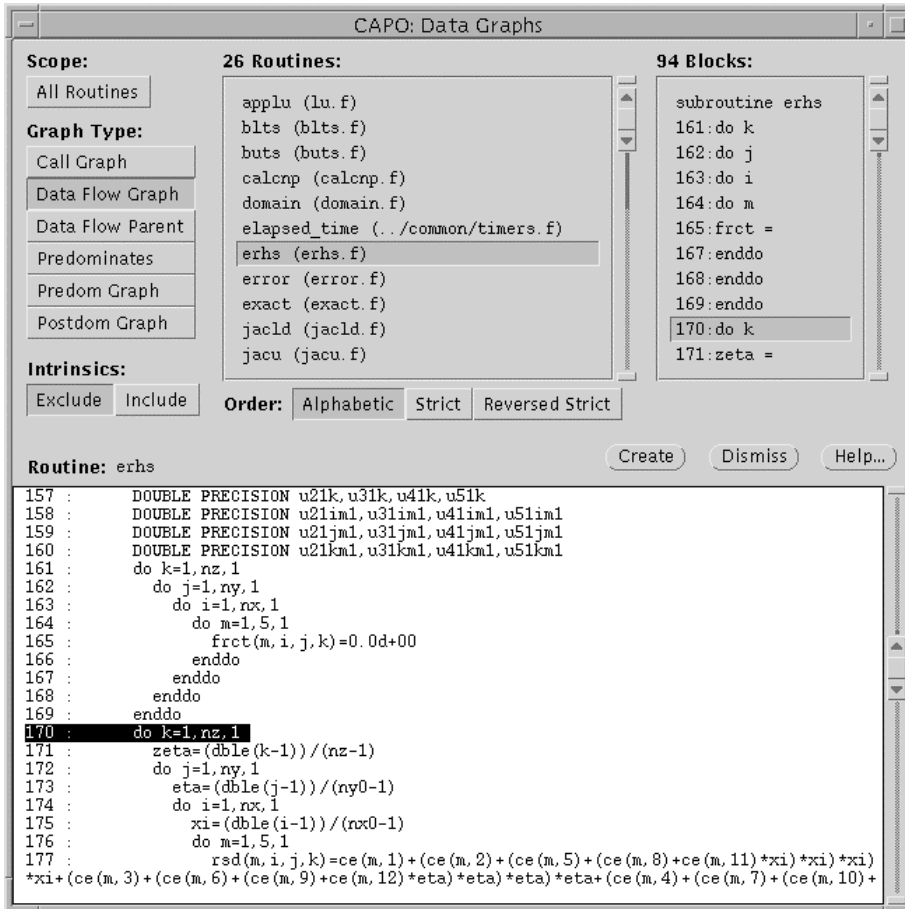 CAPO: Data Graphs
Scope:
All Routines
Graph Type:
Call Graph
Data Flow Graph
Data Flow Parent
Predominates
Predom Graph
Postdom Graph
Intrinsics:
Exclude Include
26 Routines:
applu (lu.f)
blts (blts.f)
buts (buts.f)
calcnp (calcnp.f)
domain (domain.f)
elapsed_time (../common/timers.f)
erhs (erhs.f)
error (error.f)
exact (exact.f)
jacld (jacld.f)
jacu (jacu.f)
Order: Alphabetic Strict Reversed Strict
94 Blocks:
subroutine erhs
161:do k
162:do j
163:do i
164:do m
165:frct =
167:enddo
168:enddo
169:enddo
170:do k
171:zeta =
Create Dismiss Help...
Routine: erhs
157 : DOUBLE PRECISION u21k,u31k,u41k,u51k
158 : DOUBLE PRECISION u21im1,u31im1,u41im1,u51im1
159 : DOUBLE PRECISION u21jm1,u31jm1,u41jm1,u51jm1
160 : DOUBLE PRECISION u21km1,u31km1,u41km1,u51km1
161 : do k=1,nz,1
162 : do j=1,ny,1
163 : do i=1,nx,1
164 : do m=1,5,1
165 : frct(m,i,j,k)=0.0d+00
166 : enddo
167 : enddo
168 : enddo
169 : enddo
170 : do k=1,nz,1
171 : zeta=(dble(k-1))/(nz-1)
172 : do j=1,ny,1
173 : eta=(dble(j-1))/(ny0-1)
174 : do i=1,nx,1
175 : xi=(dble(i-1))/(nx0-1)
176 : do m=1,5,1
177 : rsd(m,i,j,k)=ce(m,1)+(ce(m,2)+(ce(m,5)+(ce(m,8)+ce(m,11)*xi)*xi)*xi)
*xi+(ce(m,3)+(ce(m,6)+(ce(m,9)+ce(m,12)*eta)*eta)*eta)*eta+(ce(m,4)+(ce(m,7)+(ce(m,10)+